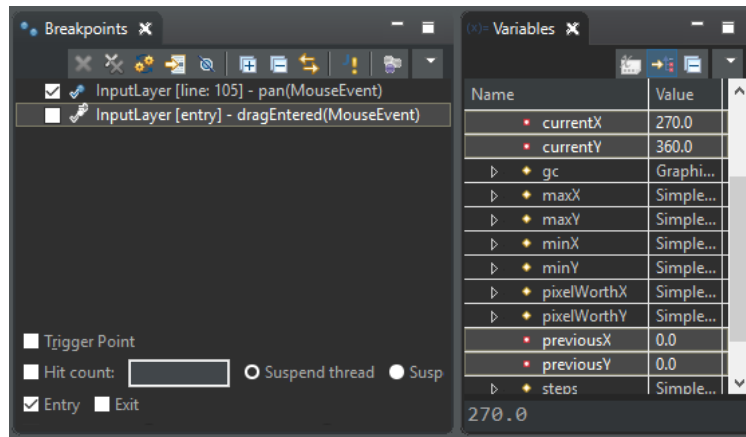 Breakpoints
InputLayer [line: 105] - pan(MouseEvent)
InputLayer [entry] - dragEntered(MouseEvent)
Trigger Point
Hit count:
Suspend thread
Susp
Entry
Exit
(x)= Variables
Name Value
currentX 270.0
currentY 360.0
gc Graphi...
maxX Simple...
maxY Simple...
minX Simple...
minY Simple...
pixelWorthX Simple...
pixelWorthY Simple...
previousX 0.0
previousY 0.0
steps Simple...
270.0